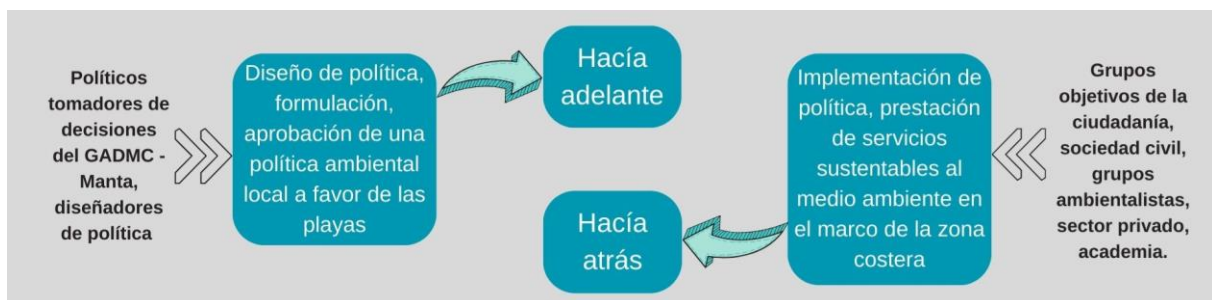 Políticos
tomadores de
decisiones
del GADMC -
Manta,
diseñadores
de política
Diseño de política,
formulación,
aprobación de una
política ambiental
local a favor de las
playas
Hacía
adelante
Hacía
atrás
Implementación de
política, prestación
de servicios
sustentables al
medio ambiente en
el marco de la zona
costera
Grupos
objetivos de la
ciudadanía,
sociedad civil,
grupos
ambientalistas,
sector privado,
academia.